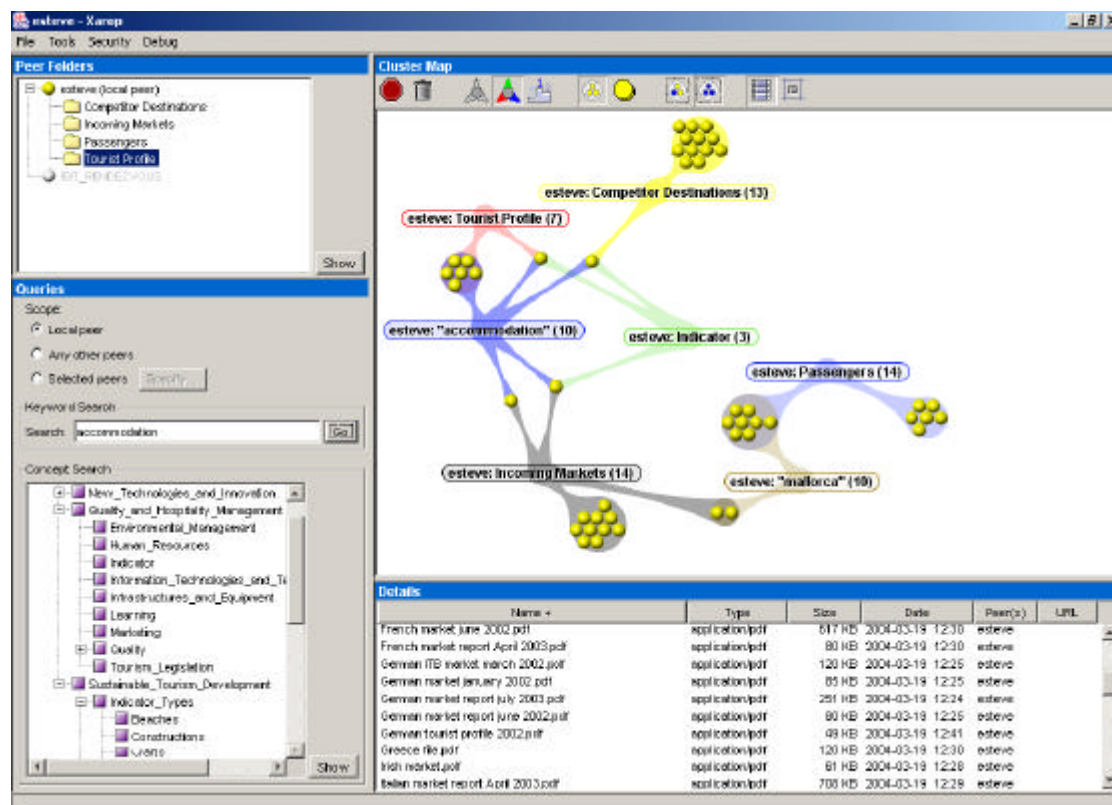 esteve - Xarop
File Tools Security Debug
Peer Folders
esteve (local peer)
Competitor Destinations
Incoming Markets
Passengers
Tourist Profile
Show
Queries
Scope:
Local peer
Any other peers
Selected peers Specify...
Keyword Search
Search: accommodation Go
Concept Search
New_Technologies_and_Innovation
Quality_and_Hospitality_Management
Environmental_Management
Human_Resources
Indicator
Information_Technologies_and_Te
Infrastructures_and_Equipment
Learning
Marketing
Quality
Tourism_Legislation
Sustainable_Tourism_Development
Indicator_Types
Beaches
Constructions
Show
Cluster Map
esteve: Competitor Destinations (13)
esteve: Tourist Profile (7)
esteve: "accommodation" (10)
esteve: Indicator (3)
esteve: Passengers (14)
esteve: Incoming Markets (14)
esteve: "mallorca" (10)
Details
Name Type Size Date Peer(s) URL
French market june 2002.pdf application/pdf 617 KB 2004-03-19 12:30 esteve
French market report April 2003.pdf application/pdf 80 KB 2004-03-19 12:30 esteve
German ITB market march 2002.pdf application/pdf 120 KB 2004-03-19 12:25 esteve
German market january 2002.pdf application/pdf 85 KB 2004-03-19 12:25 esteve
German market report july 2003.pdf application/pdf 251 KB 2004-03-19 12:24 esteve
German market report june 2002.pdf application/pdf 80 KB 2004-03-19 12:25 esteve
German tourist profile 2002.pdf application/pdf 49 KB 2004-03-19 12:41 esteve
Greece file.pdf application/pdf 120 KB 2004-03-19 12:30 esteve
Irish market.pdf application/pdf 61 KB 2004-03-19 12:28 esteve
Italian market report April 2003.pdf application/pdf 708 KB 2004-03-19 12:29 esteve